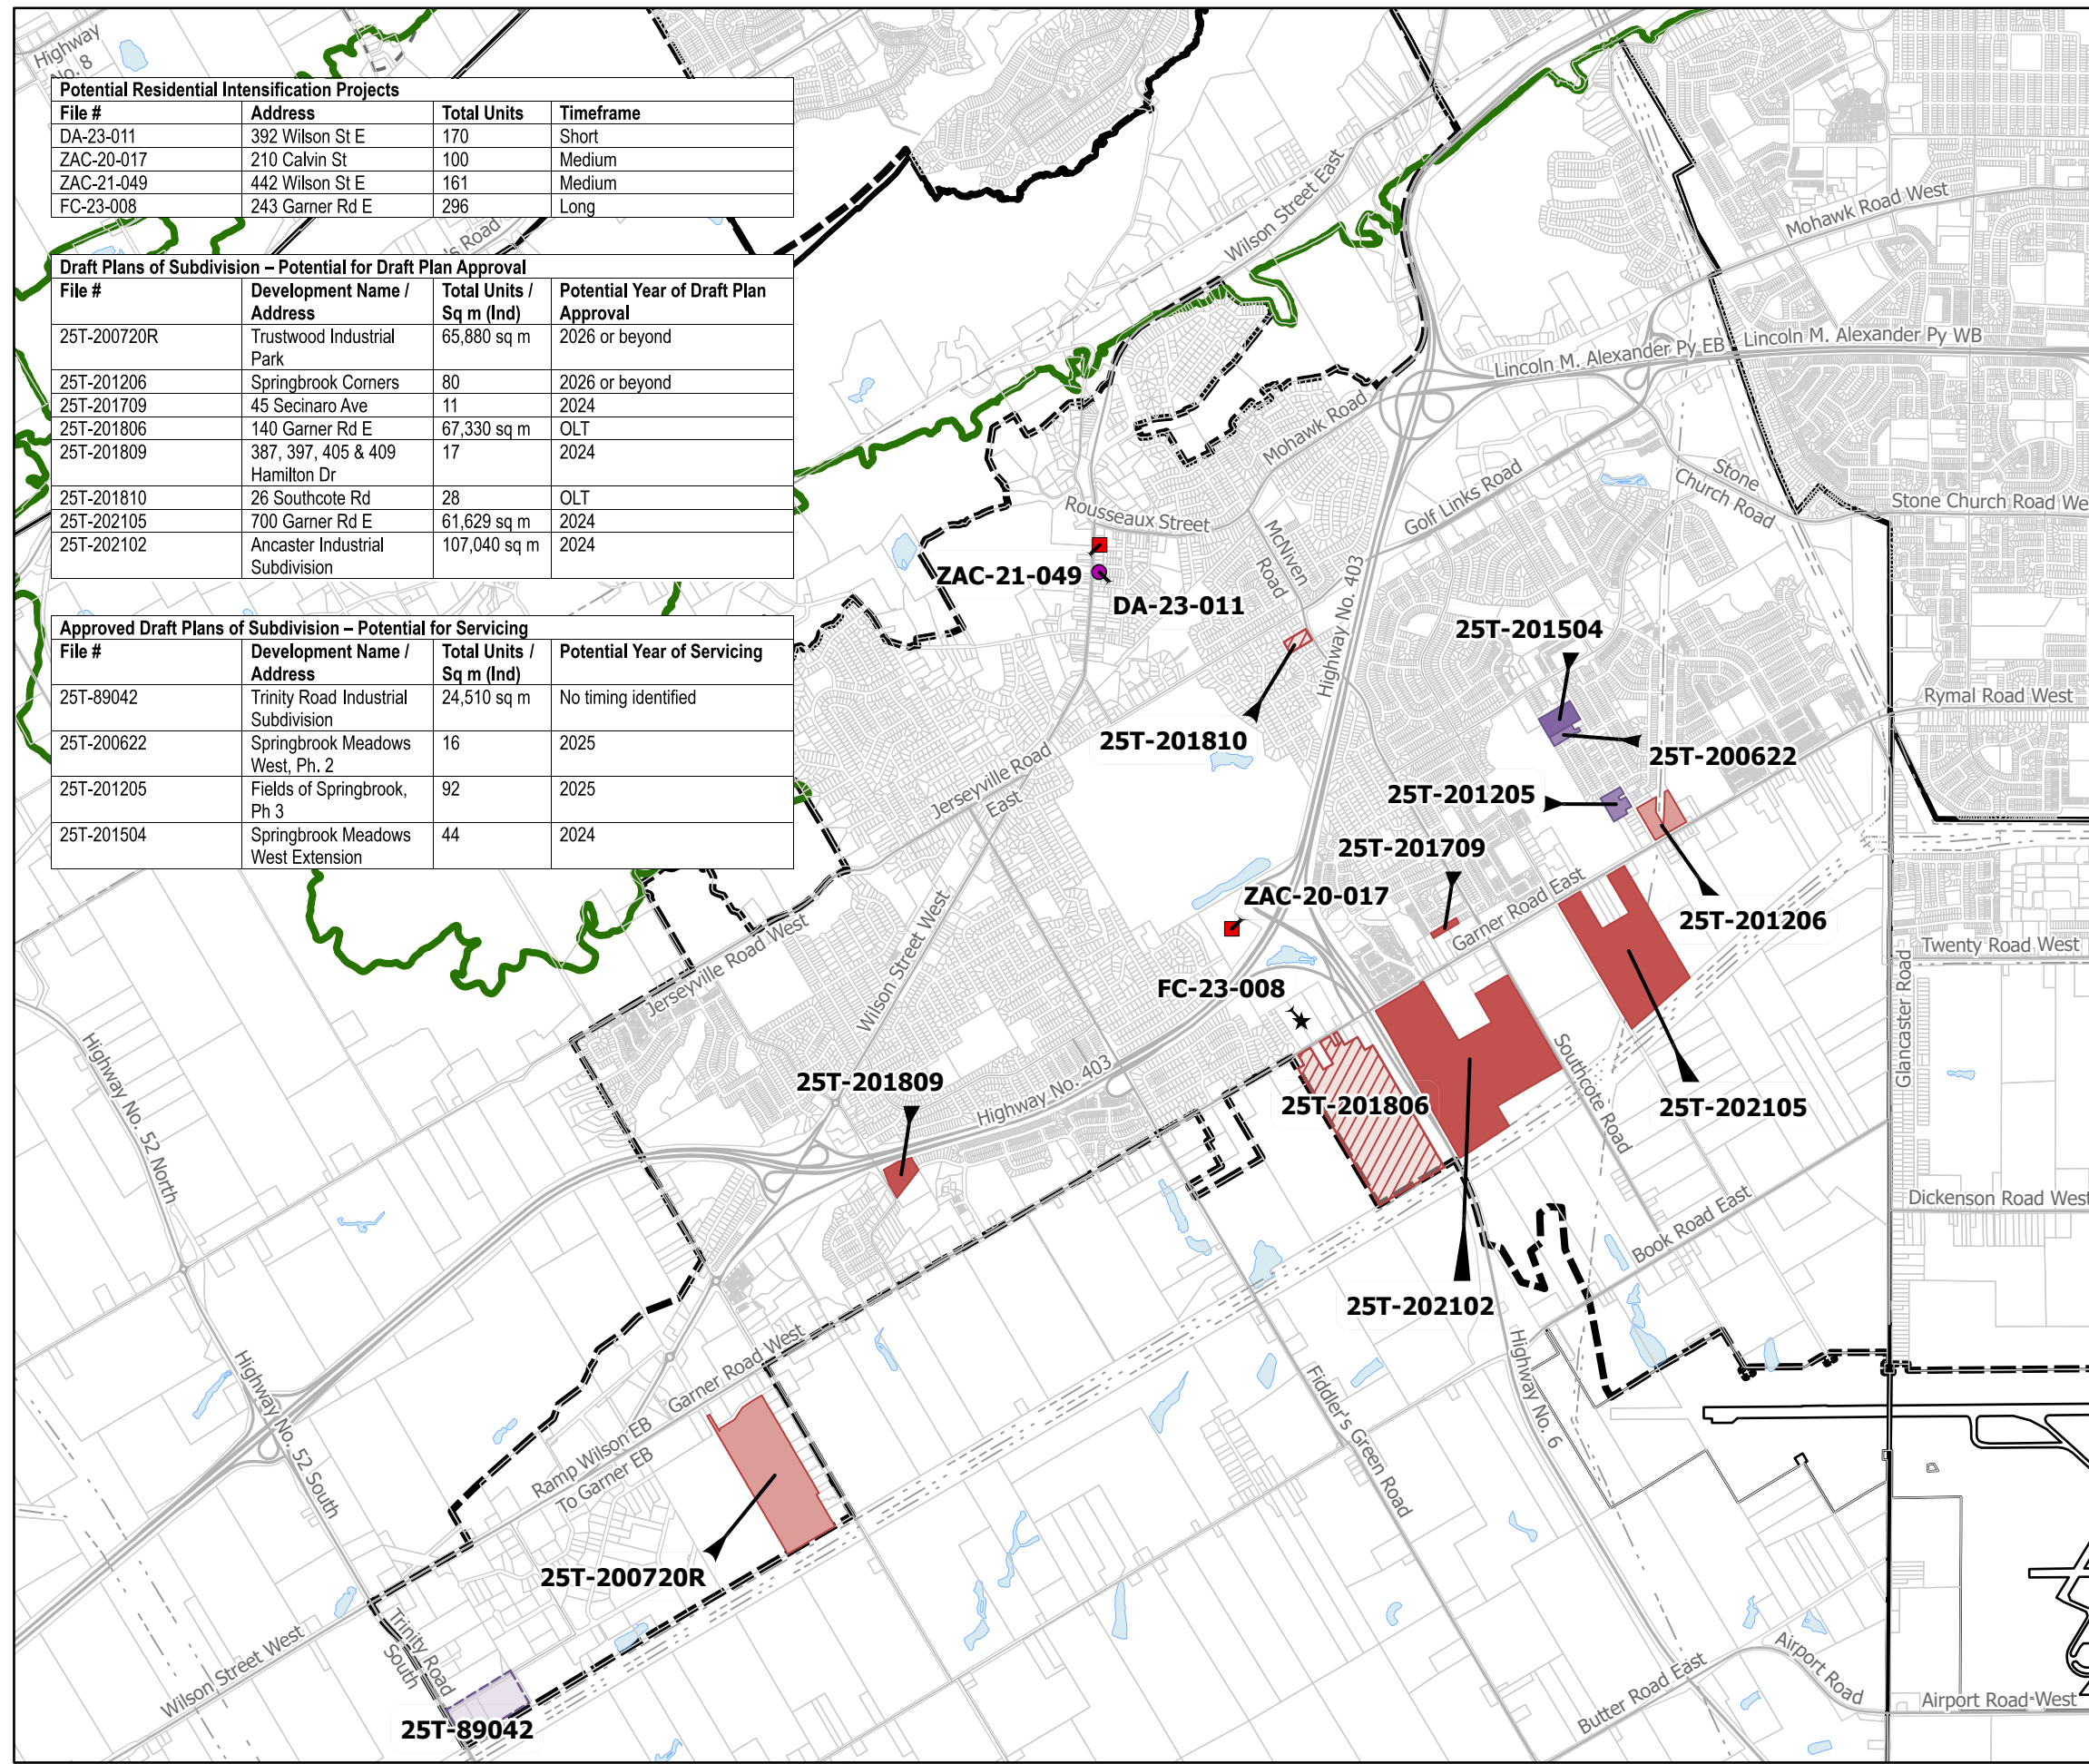 Highway
No. 8
Potential Residential Intensification Projects
File # Address Total Units Timeframe
DA-23-011 392 Wilson St E 170 Short
ZAC-20-017 210 Calvin St 100 Medium
ZAC-21-049 442 Wilson St E 161 Medium
FC-23-008 243 Garner Rd E 296 Long
ls Road
Draft Plans of Subdivision – Potential for Draft Plan Approval
File # Development Name / Total Units / Potential Year of Draft Plan
Address Sq m (Ind) Approval
25T-200720R Trustwood Industrial 65,880 sq m 2026 or beyond
Park
25T-201206 Springbrook Corners 80 2026 or beyond
25T-201709 45 Secinaro Ave 11 2024
25T-201806 140 Garner Rd E 67,330 sq m OLT
25T-201809 387, 397, 405 & 409 17 2024
Hamilton Dr
25T-201810 26 Southcote Rd 28 OLT
25T-202105 700 Garner Rd E 61,629 sq m 2024
25T-202102 Ancaster Industrial 107,040 sq m 2024
Subdivision
Approved Draft Plans of Subdivision – Potential for Servicing
File # Development Name / Total Units / Potential Year of Servicing
Address Sq m (Ind)
25T-89042 Trinity Road Industrial 24,510 sq m No timing identified
Subdivision
25T-200622 Springbrook Meadows 16 2025
West, Ph. 2
25T-201205 Fields of Springbrook, 92 2025
Ph 3
25T-201504 Springbrook Meadows 44 2024
West Extension
Wilson Street East
Mohawk Road West
Lincoln M. Alexander Py EB
Lincoln M. Alexander Py WB
Mohawk Road
Golf Links Road
Stone
Church Road
Stone Church Road We
Rousseaux Street
McNiven
Road
Highway No. 403
ZAC-21-049
DA-23-011
25T-201504
Rymal Road West
25T-201810
25T-200622
Jerseyville Road
East
25T-201205
25T-201709
ZAC-20-017
Garner Road East
25T-201206
Twenty Road West
Jerseyville Road West
Wilson Street West
FC-23-008
Glancaster Road
Highway No. 52 North
25T-201809
Highway No. 403
25T-201806
Southcote Road
25T-202105
Dickenson Road West
Book Road East
25T-202102
Highway No. 52 South
Garner Road West
Ramp Wilson EB
To Garner EB
Fiddler's Green Road
Highway No. 6
25T-200720R
Wilson Street West
Trinity Road
South
25T-89042
Butter Road East
Airport Road
Airport Road West